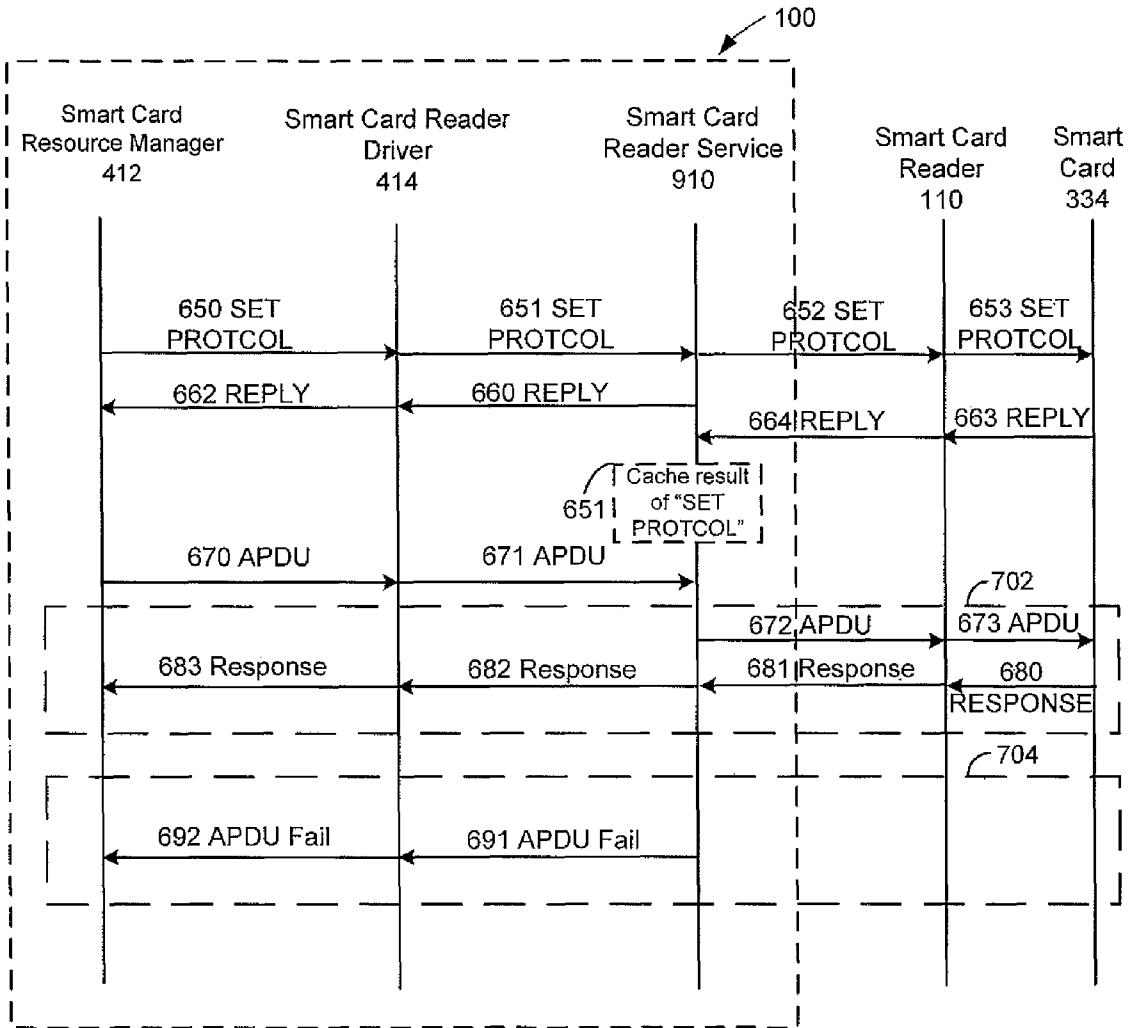 100
Smart Card
Resource Manager
412
Smart Card Reader
Driver
414
Smart Card
Reader Service
910
Smart Card
Reader
110
Smart
Card
334
650 SET
PROTCOL
651 SET
PROTCOL
652 SET
PROTCOL
653 SET
PROTCOL
662 REPLY
660 REPLY
664 REPLY
663 REPLY
651
Cache result
of "SET
PROTCOL"
670 APDU
671 APDU
702
672 APDU
673 APDU
683 Response
682 Response
681 Response
680
RESPONSE
704
692 APDU Fail
691 APDU Fail